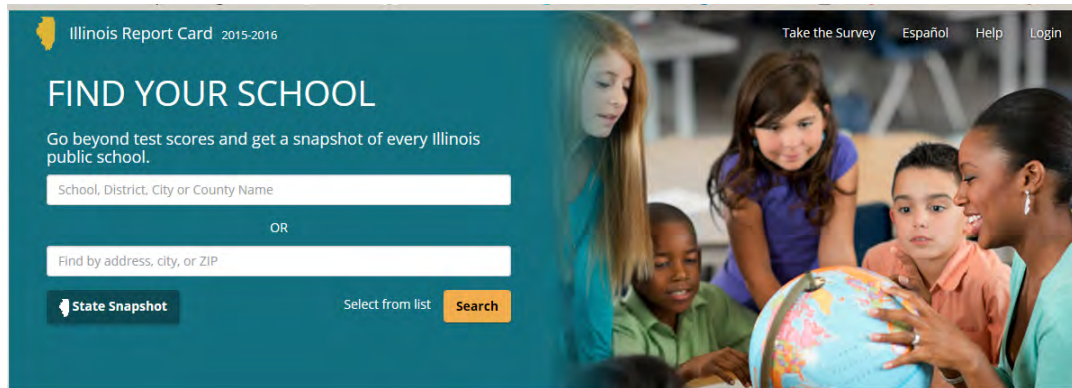 Illinois Report Card 2015-2016
Take the Survey Español Help Login
FIND YOUR SCHOOL
Go beyond test scores and get a snapshot of every Illinois
public school.
School, District, City or County Name
OR
Find by address, city, or ZIP
State Snapshot Select from list Search